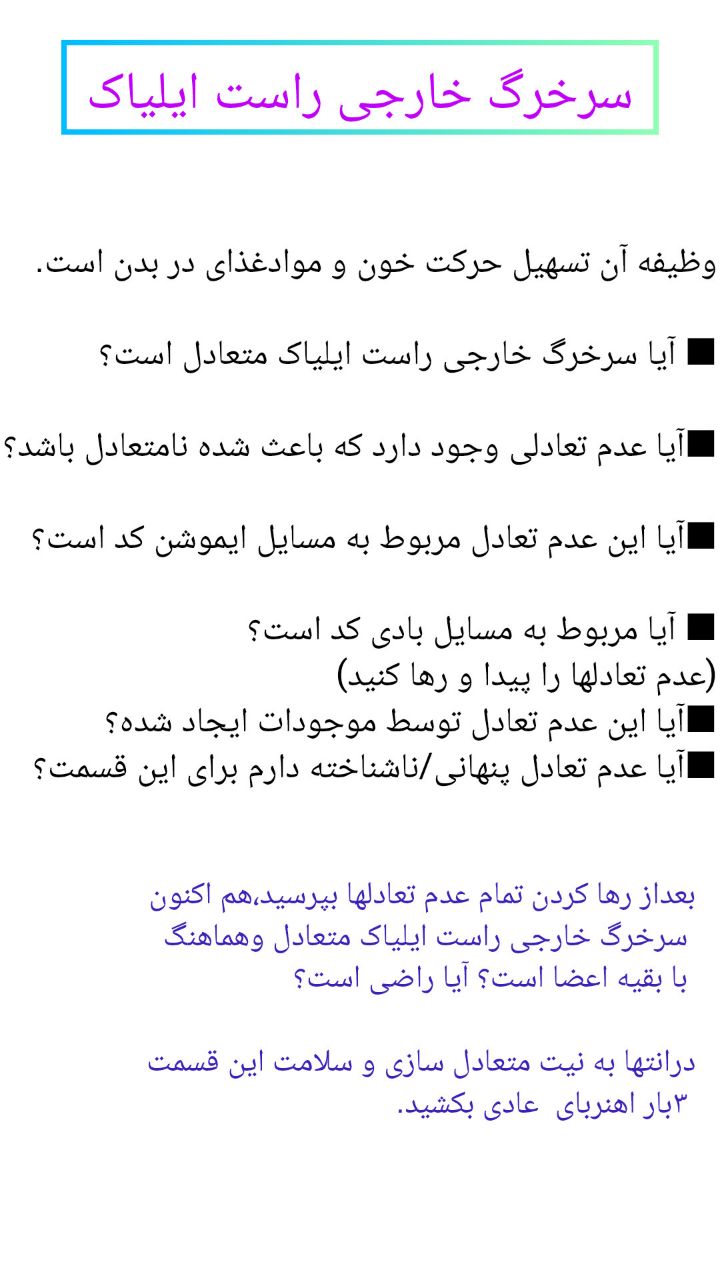 سرخرگ خارجی راست ایلیاک
وظیفه آن تسهیل حرکت خون و موادغذای در بدن است.
■ آیا سرخرگ خارجی راست ایلیاک متعادل است؟
■آیا عدم تعادلی وجود دارد که باعث شده نامتعادل باشد؟
■آیا این عدم تعادل مربوط به مسایل ایموشن کد است؟
■ آیا مربوط به مسایل بادی کد است؟
(عدم تعادلها را پیدا و رها کنید)
■آیا این عدم تعادل توسط موجودات ایجاد شده؟
■آیا عدم تعادل پنهانی/ناشناخته دارم برای این قسمت؟
بعداز رها کردن تمام عدم تعادلها بپرسید،هم اکنون
سرخرگ خارجی راست ایلیاک متعادل وهماهنگ
با بقیه اعضا است؟ آیا راضی است؟
درانتها به نیت متعادل سازی و سلامت این قسمت
۳بار اهنربای  عادی بکشید.